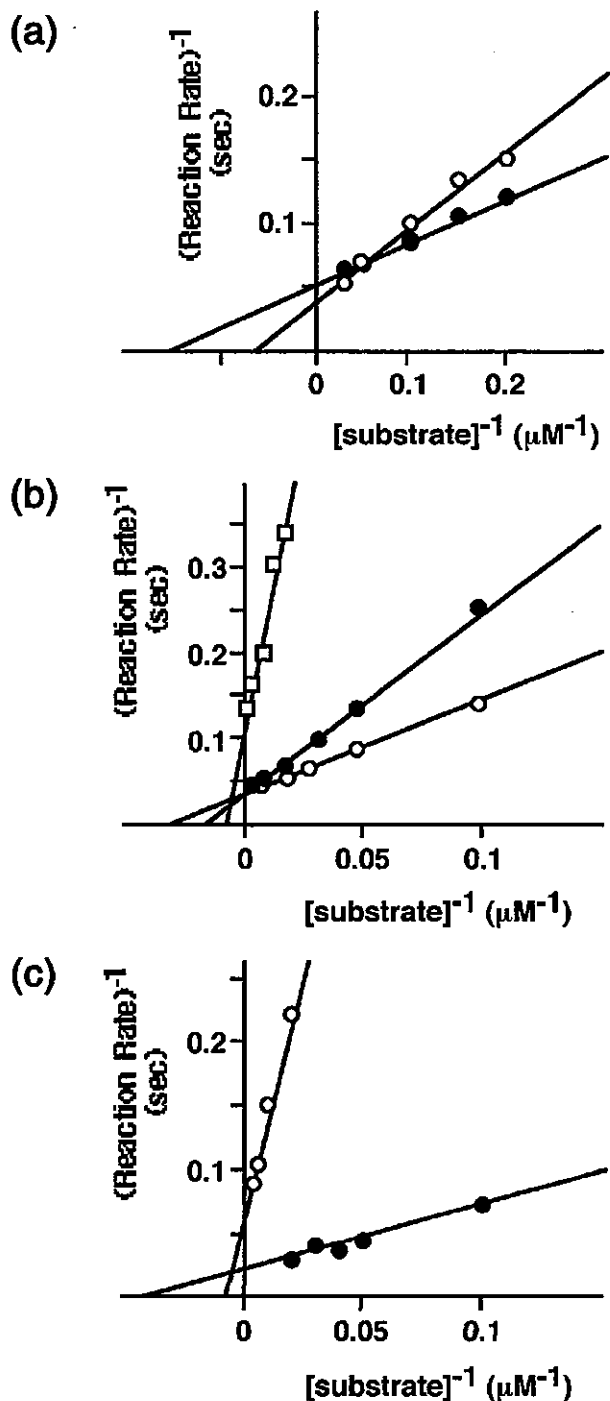 (a)
(Reaction Rate)-1
(sec)
0.2
0.1
0
0.1
0.2
[substrate]-1 (μM-1)
(b)
(Reaction Rate)-1
(sec)
0.3
0.2
0.1
0
0.05
0.1
[substrate]-1 (μM-1)
(c)
(Reaction Rate)-1
(sec)
0.2
0.1
0
0.05
0.1
[substrate]-1 (μM-1)